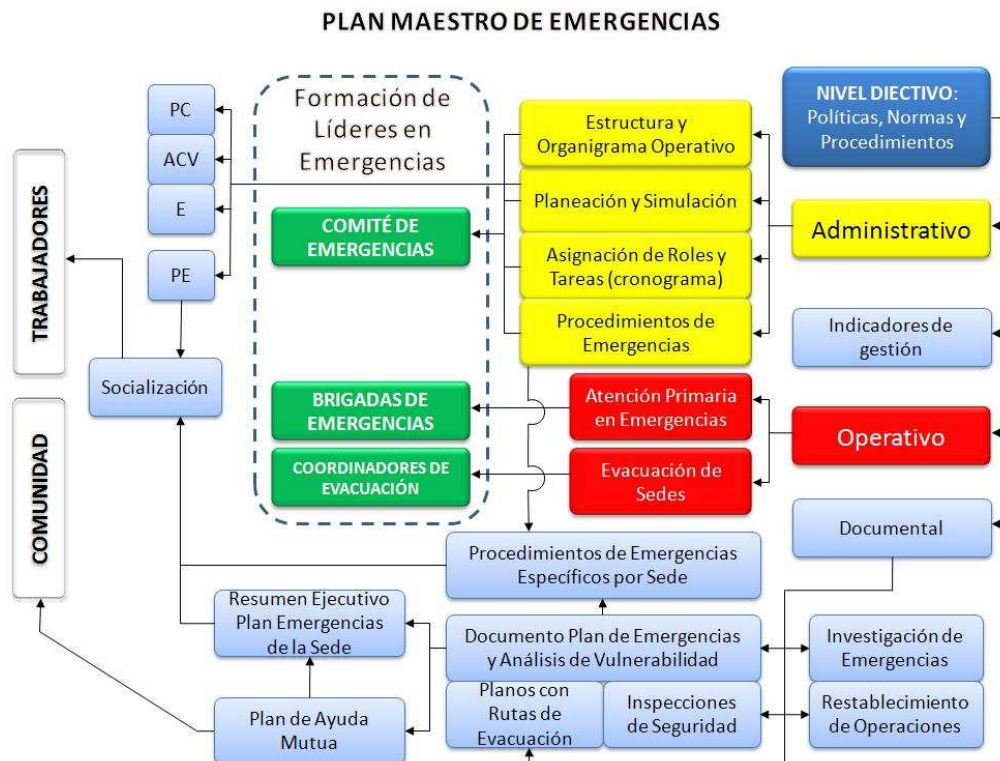 PLAN MAESTRO DE EMERGENCIAS
PC
ACV
E
PE
TRABAJADORES
COMUNIDAD
Socialización
Formación de
Líderes en
Emergencias
COMITÉ DE
EMERGENCIAS
BRIGADAS DE
EMERGENCIAS
COORDINADORES DE
EVACUACIÓN
Estructura y
Organigrama Operativo
Planeación y Simulación
Asignación de Roles y
Tareas (cronograma)
Procedimientos de
Emergencias
Atención Primaria
en Emergencias
Evacuación de
Sedes
NIVEL DIECTIVO:
Políticas, Normas y
Procedimientos
Administrativo
Indicadores de
gestión
Operativo
Documental
Procedimientos de Emergencias
Específicos por Sede
Resumen Ejecutivo
Plan Emergencias
de la Sede
Documento Plan de Emergencias
y Análisis de Vulnerabilidad
Investigación de
Emergencias
Plan de Ayuda
Mutua
Planos con
Rutas de
Evacuación
Inspecciones
de Seguridad
Restablecimiento
de Operaciones